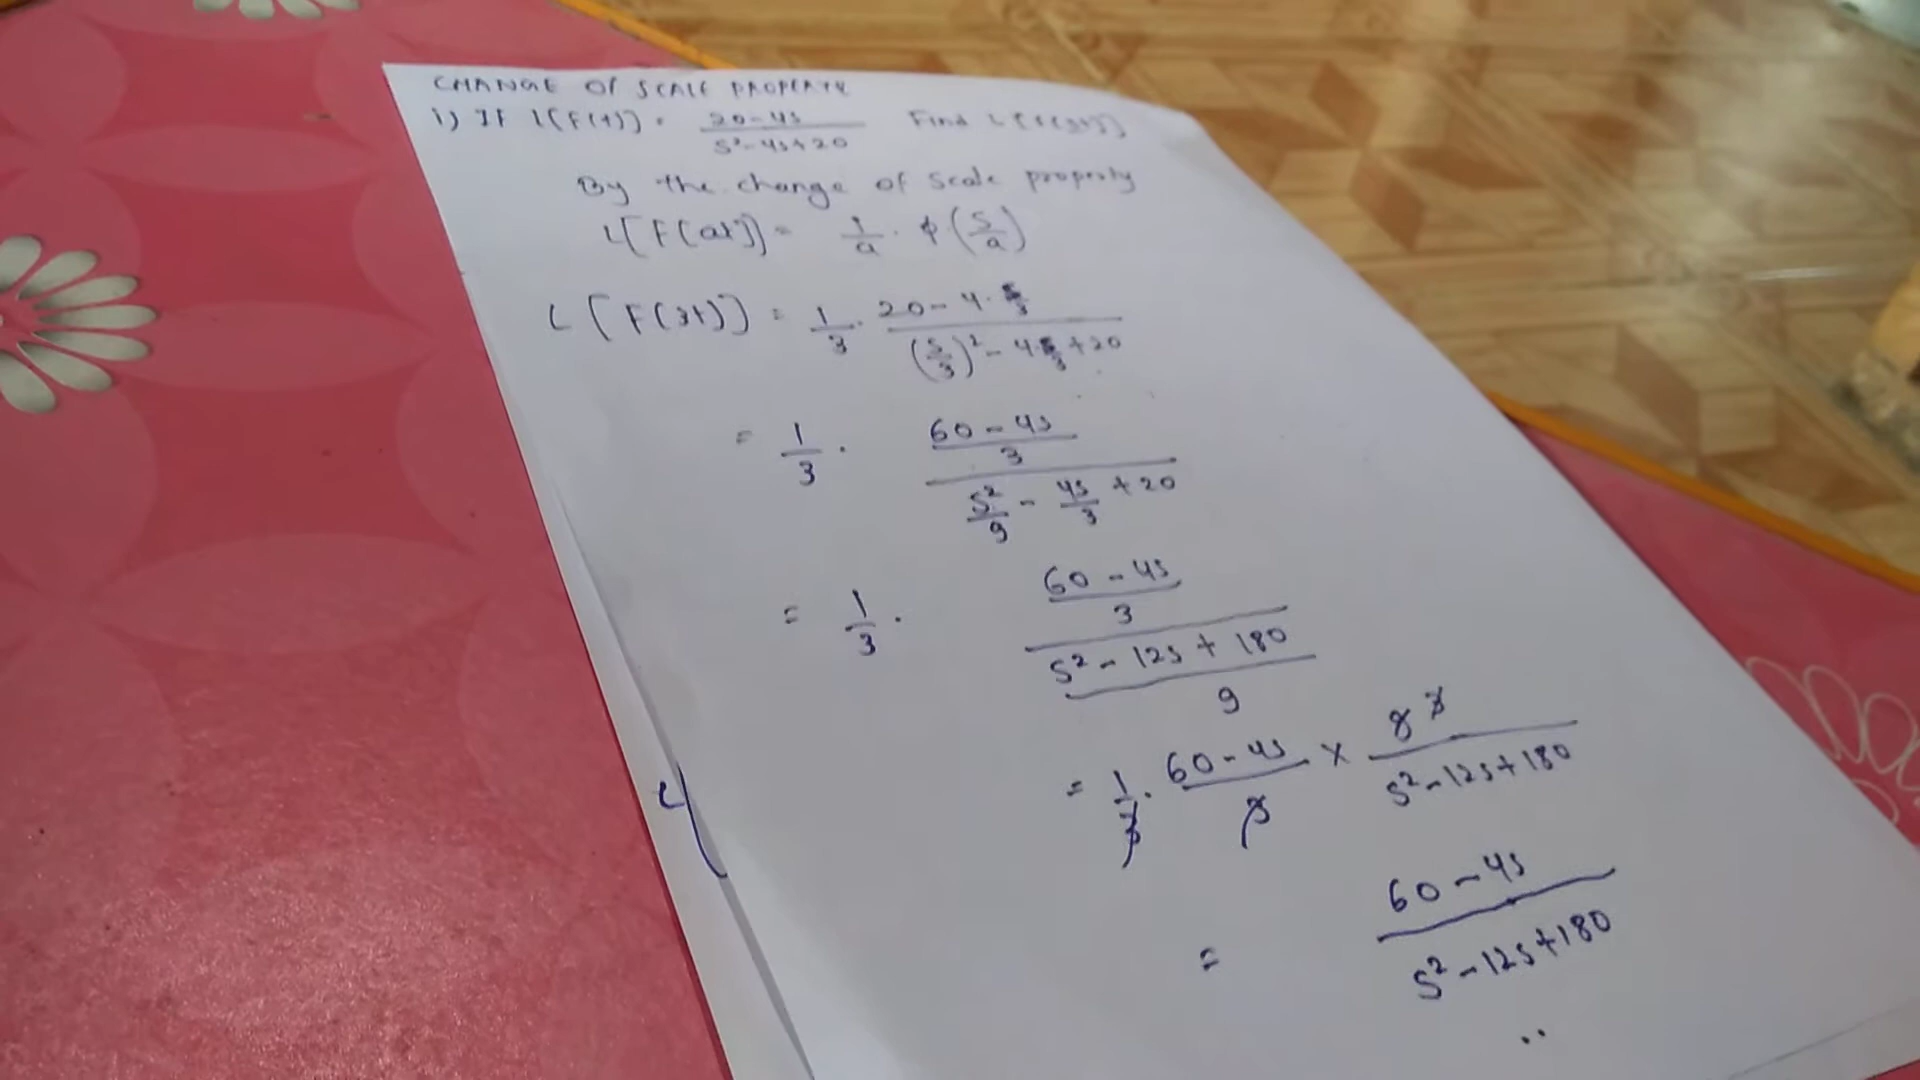 CHANGE OF SCALE PROPERTY
i) IF L[F(t)] = 20-4s / s²-4s+20 Find L[F(3t)]
By the change of scale property
L[F(at)] = 1/a · φ(s/a)
L[F(3t)] = 1/3 · 20-4·s/3 / (s/3)²-4·s/3+20
= 1/3 · 60-4s/3 / s²/9 - 4s/3 +20
= 1/3 · 60-4s/3 / s²-12s+180/9
= 1/3 · 60-4s/3 × 9 3 / s²-12s+180
= 60-4s / s²-12s+180